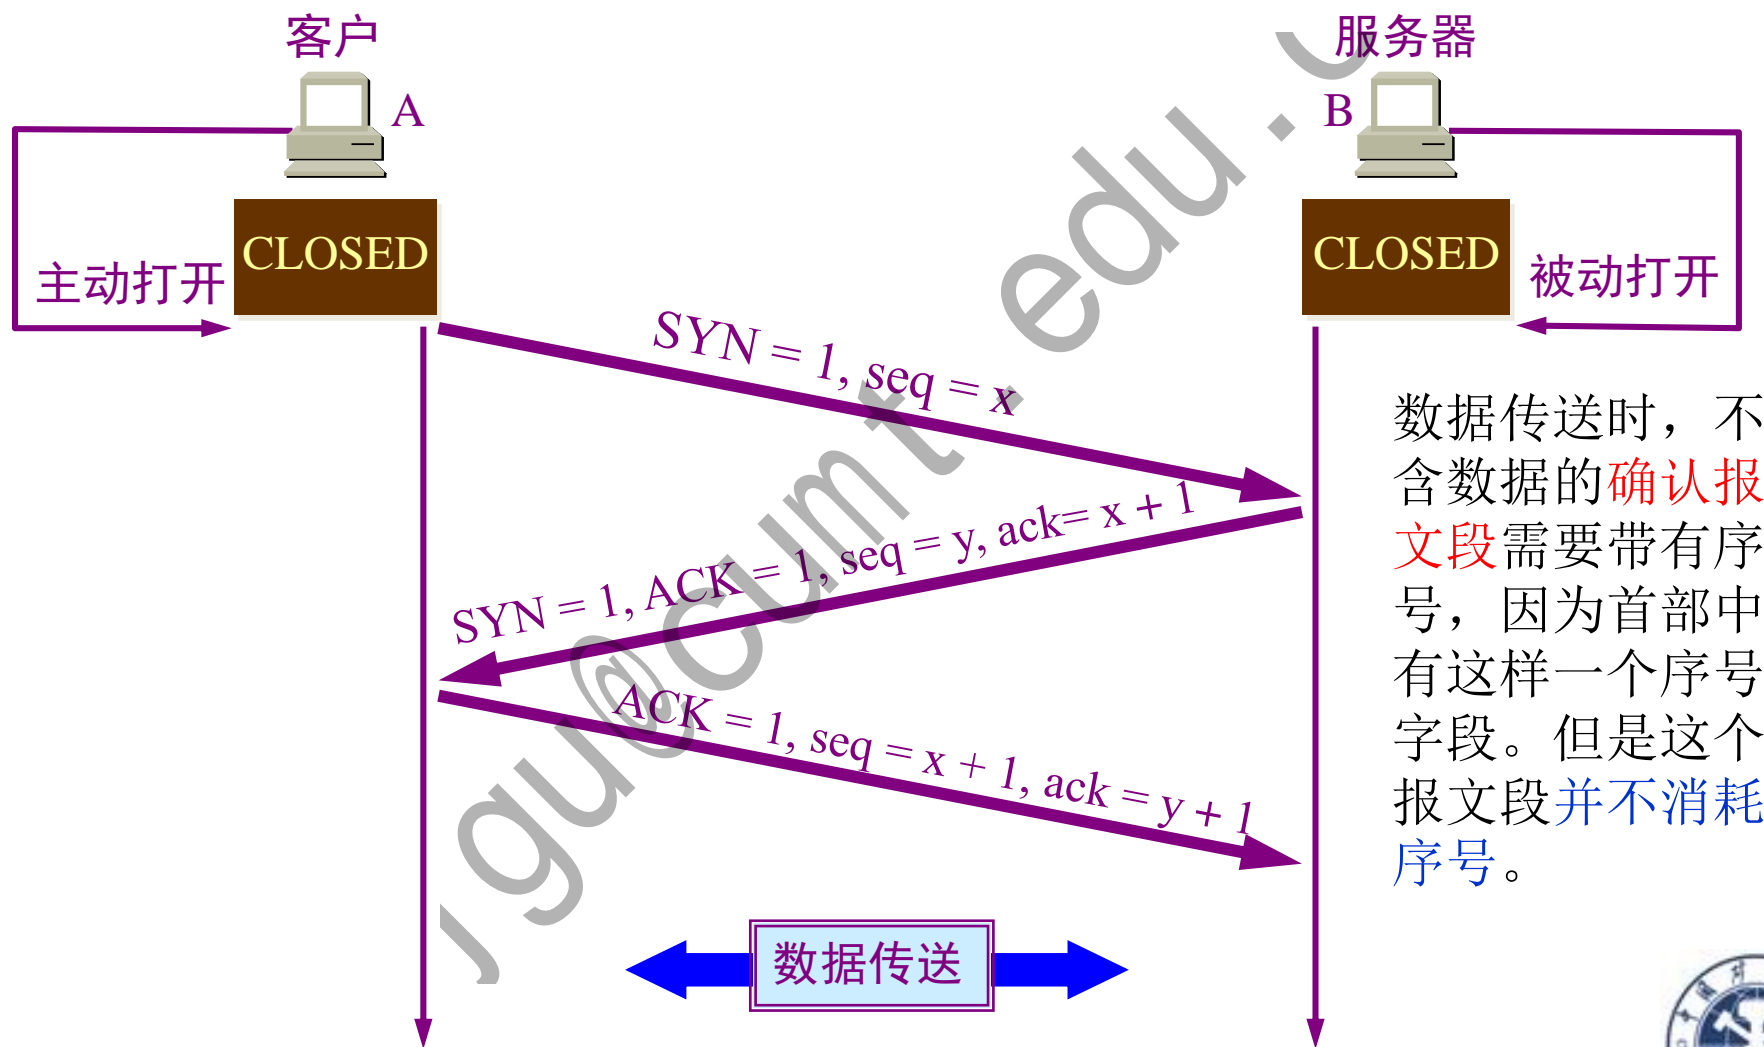 客户
服务器
A
B
CLOSED
CLOSED
主动打开
被动打开
SYN = 1, seq = x
SYN = 1, ACK = 1, seq = y, ack= x + 1
ACK = 1, seq = x + 1, ack = y + 1
数据传送时，不
含数据的确认报
文段需要带有序
号，因为首部中
有这样一个序号
字段。但是这个
报文段并不消耗
序号。
数据传送
gu@cumt.edu.